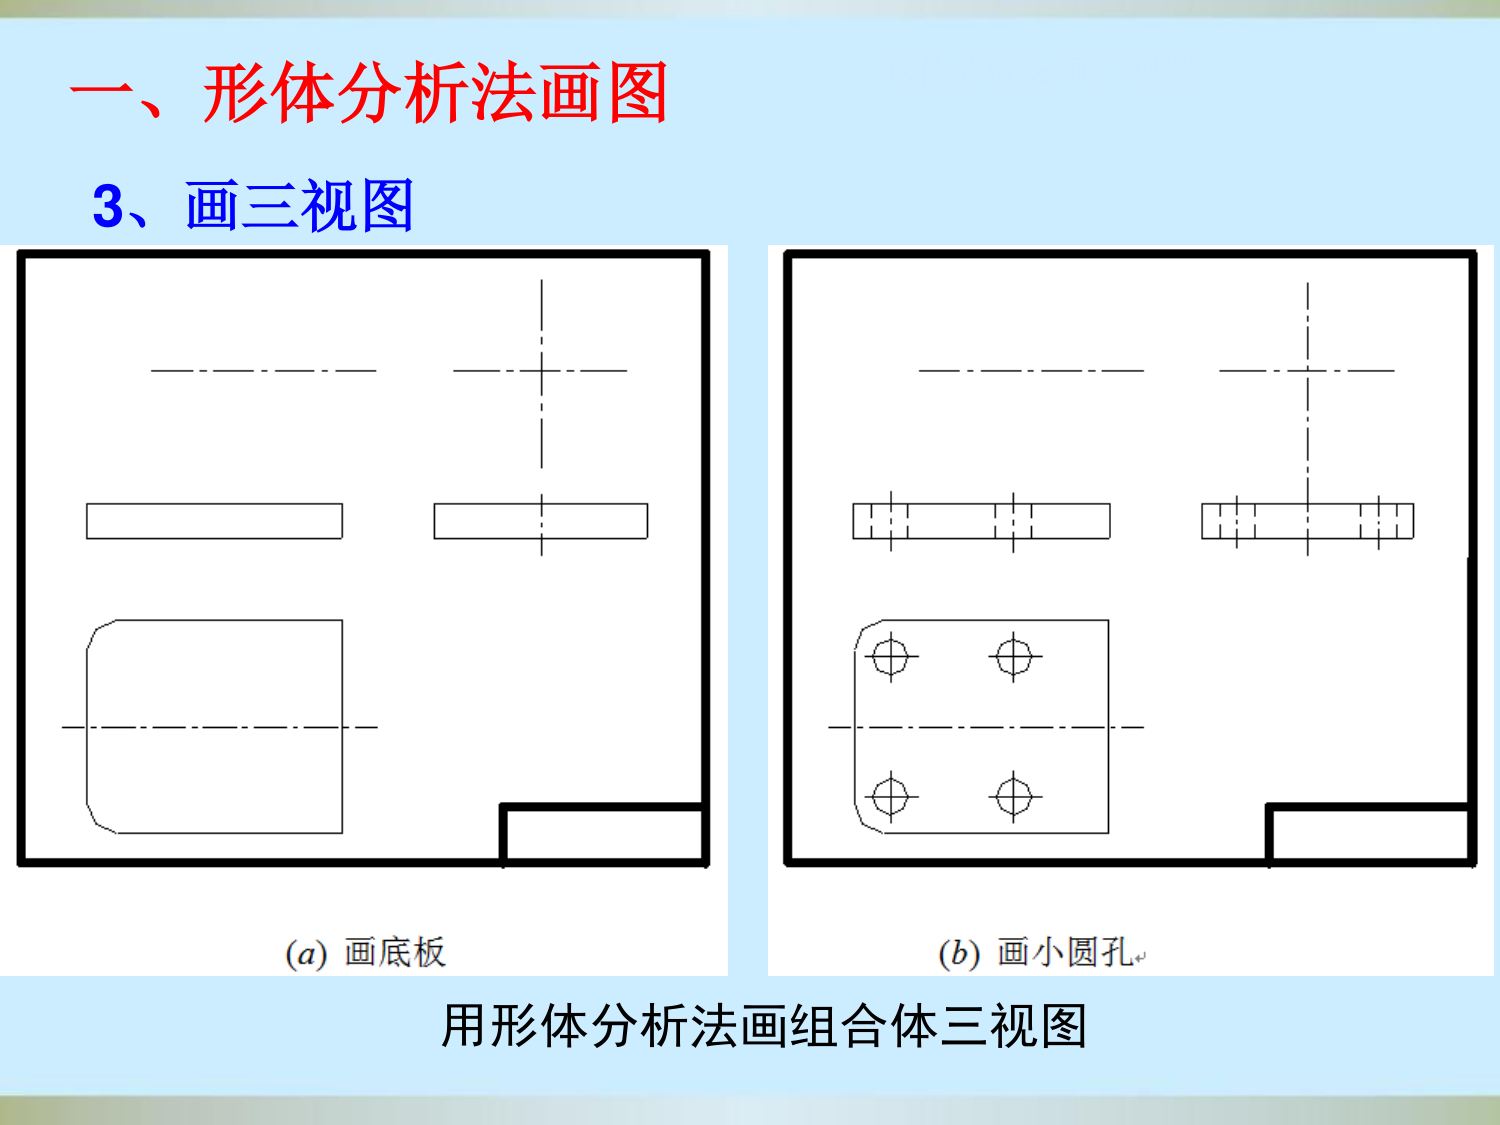 一、形体分析法画图
3、画三视图
(a) 画底板
(b) 画小圆孔↵
用形体分析法画组合体三视图